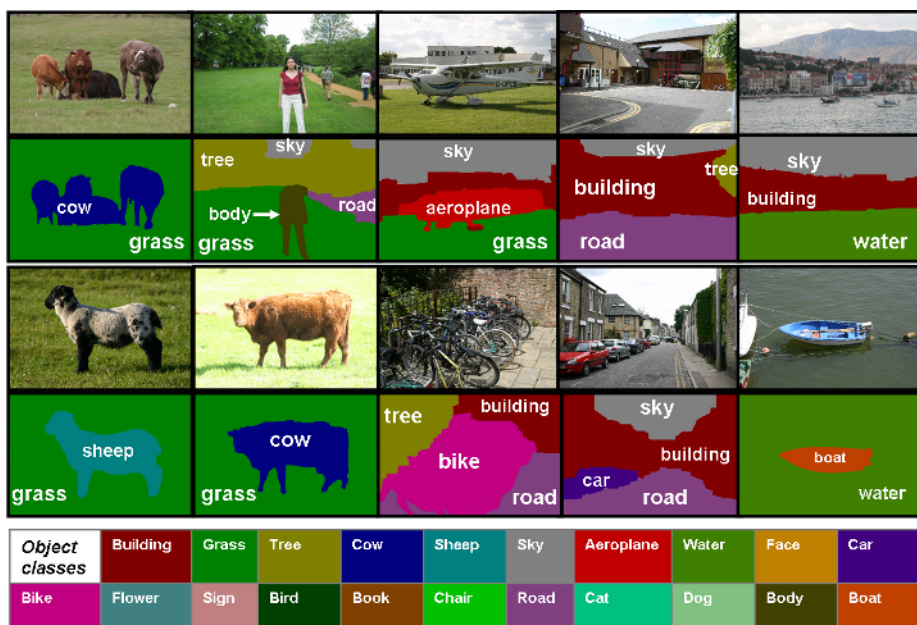 sky
tree
sky
sky
tree
sky
cow
body
road
aeroplane
building
building
grass
grass
grass
road
water
sheep
cow
tree
building
sky
bike
building
boat
grass
grass
road
car
road
water
Object classes Building Grass Tree Cow Sheep Sky Aeroplane Water Face Car
Bike Flower Sign Bird Book Chair Road Cat Dog Body Boat